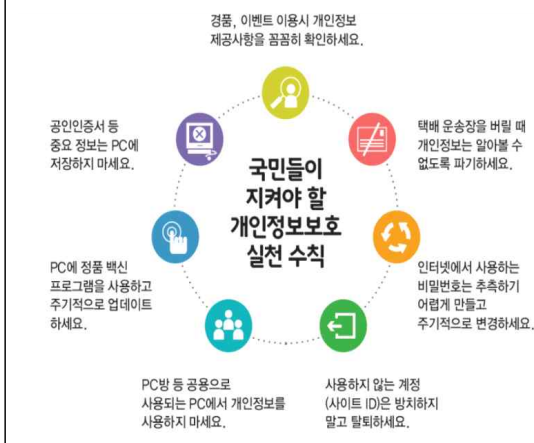 경품, 이벤트 이용시 개인정보
제공사항을 꼼꼼히 확인하세요.
택배 운송장을 버릴 때
개인정보는 알아볼 수
없도록 파기하세요.
인터넷에서 사용하는
비밀번호는 추측하기
어렵게 만들고
주기적으로 변경하세요.
사용하지 않는 계정
(사이트 ID)은 방치하지
말고 탈퇴하세요.
PC방 등 공용으로
사용되는 PC에서 개인정보를
사용하지 마세요.
PC에 정품 백신
프로그램을 사용하고
주기적으로 업데이트
하세요.
공인인증서 등
중요 정보는 PC에
저장하지 마세요.
국민들이
지켜야 할
개인정보보호
실천 수칙